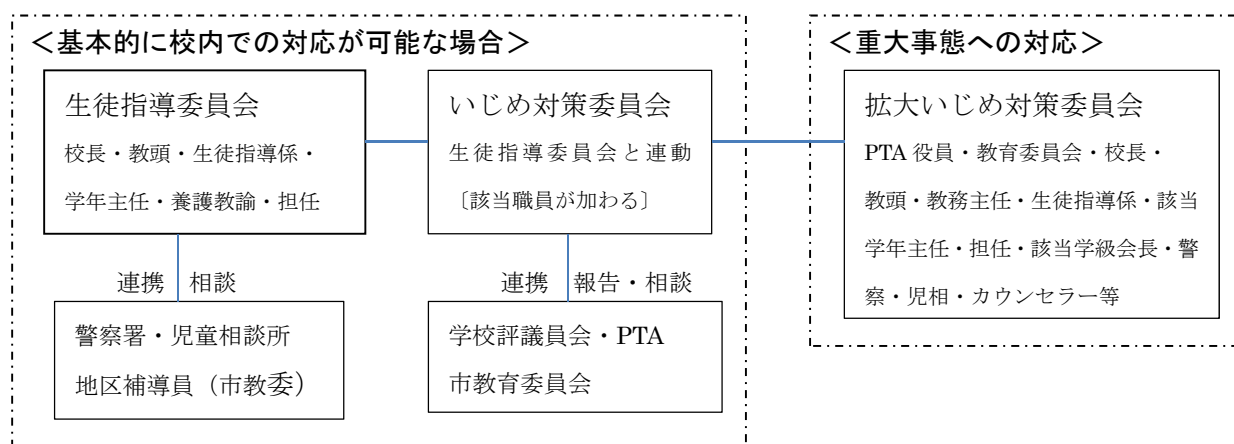 ＜基本的に校内での対応が可能な場合＞
生徒指導委員会
校長・教頭・生徒指導係・
学年主任・養護教諭・担任
いじめ対策委員会
生徒指導委員会と連動
〔該当職員が加わる〕
連携 相談
連携 報告・相談
警察署・児童相談所
地区補導員（市教委）
学校評議員会・PTA
市教育委員会
＜重大事態への対応＞
拡大いじめ対策委員会
PTA 役員・教育委員会・校長・
教頭・教務主任・生徒指導係・該当
学年主任・担任・該当学級会長・警
察・児相・カウンセラー等